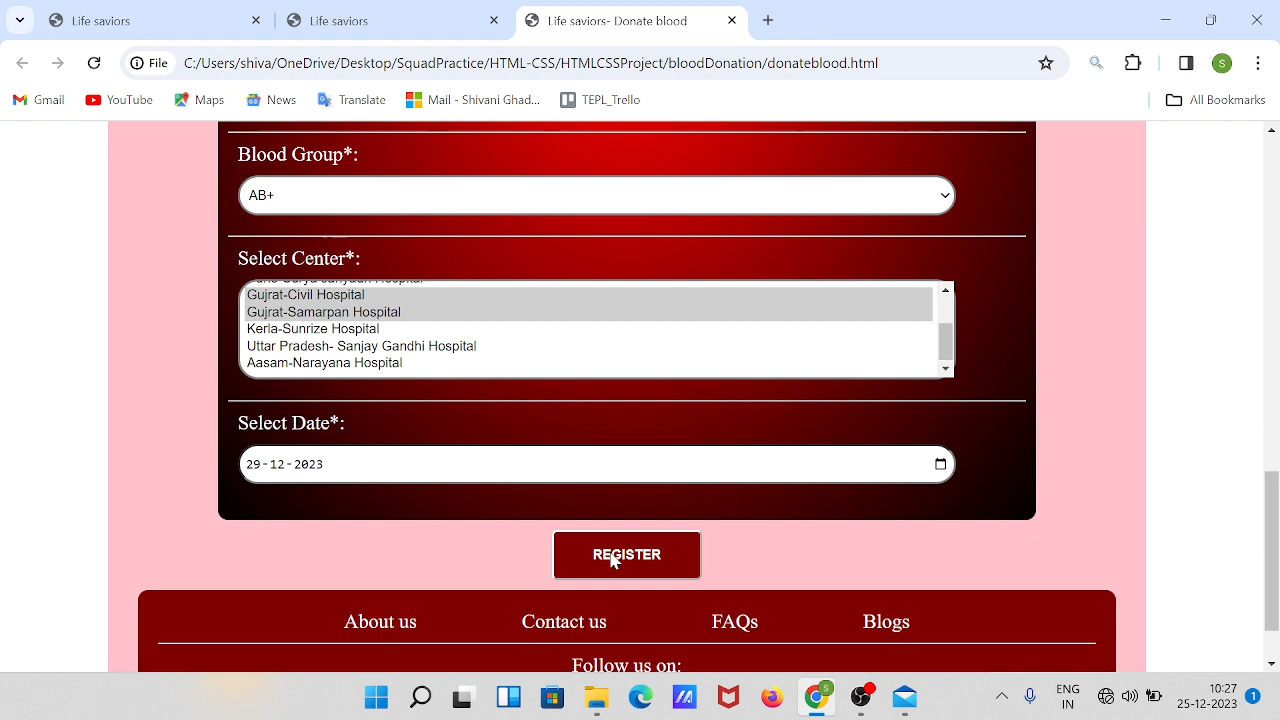 Life saviors
Life saviors
Life saviors- Donate blood
File
C:/Users/shiva/OneDrive/Desktop/SquadPractice/HTML-CSS/HTMLCSSProject/bloodDonation/donateblood.html
S
Gmail
YouTube
Maps
News
Translate
Mail - Shivani Ghad...
TEPL_Trello
All Bookmarks
Blood Group*:
AB+
Select Center*:
Gujrat-Civil Hospital
Gujrat-Samarpan Hospital
Kerla-Sunrize Hospital
Uttar Pradesh- Sanjay Gandhi Hospital
Aasam-Narayana Hospital
Select Date*:
29-12-2023
REGISTER
About us
Contact us
FAQs
Blogs
Follow us on:
S
ENG
IN
10:27
25-12-2023
1